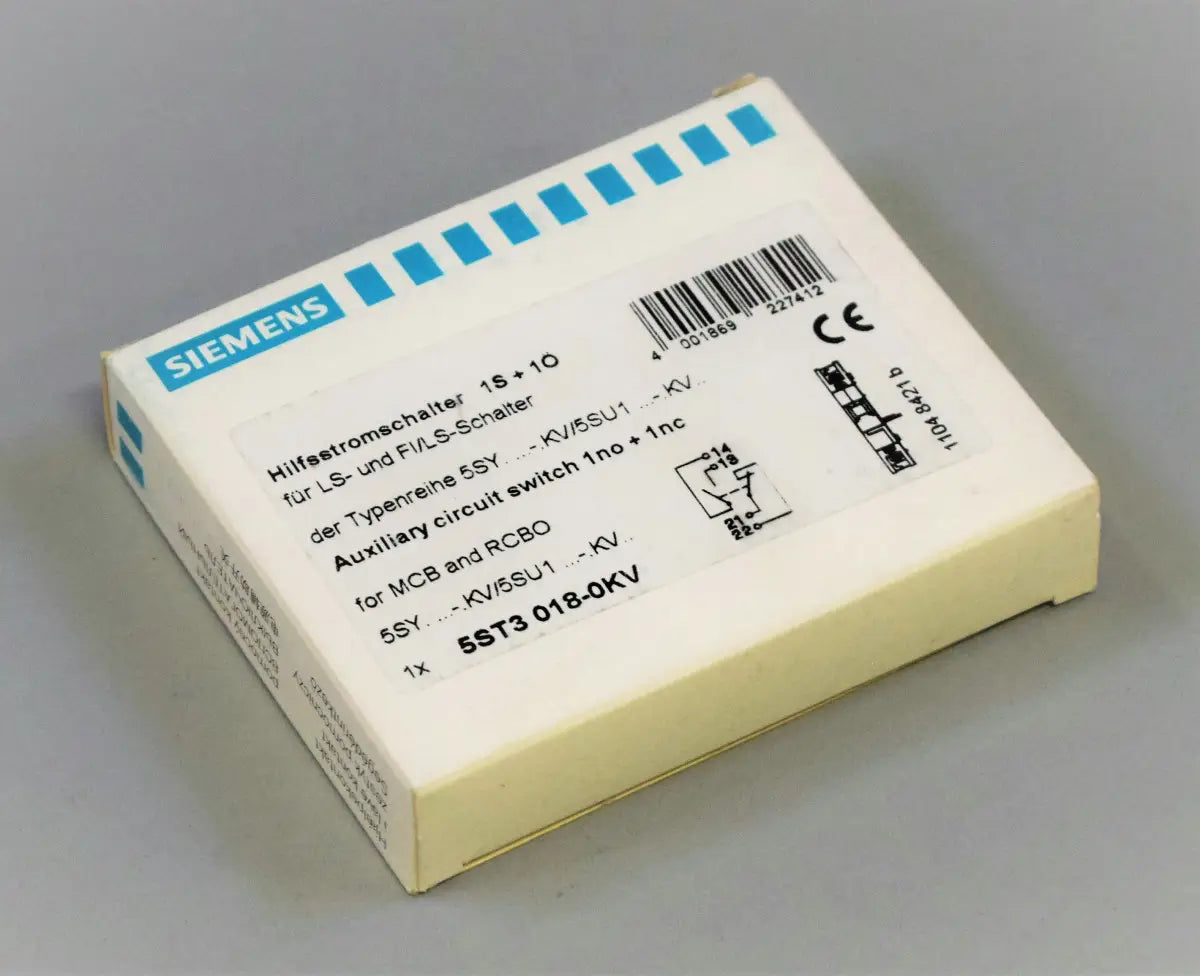 SIEMENS
Hilfsstromschalter 1S + 1Ö
für LS- und FI/LS-Schalter
der Typenreihe 5SY....-.KV/5SU1 ...-.KV..
Auxiliary circuit switch 1no + 1nc
for MCB and RCBO
5SY....-.KV/5SU1 ...-.KV..
1x 5ST3 018-0KV
4 001869 227412
CE
14
13
21
22
1104 8421 b